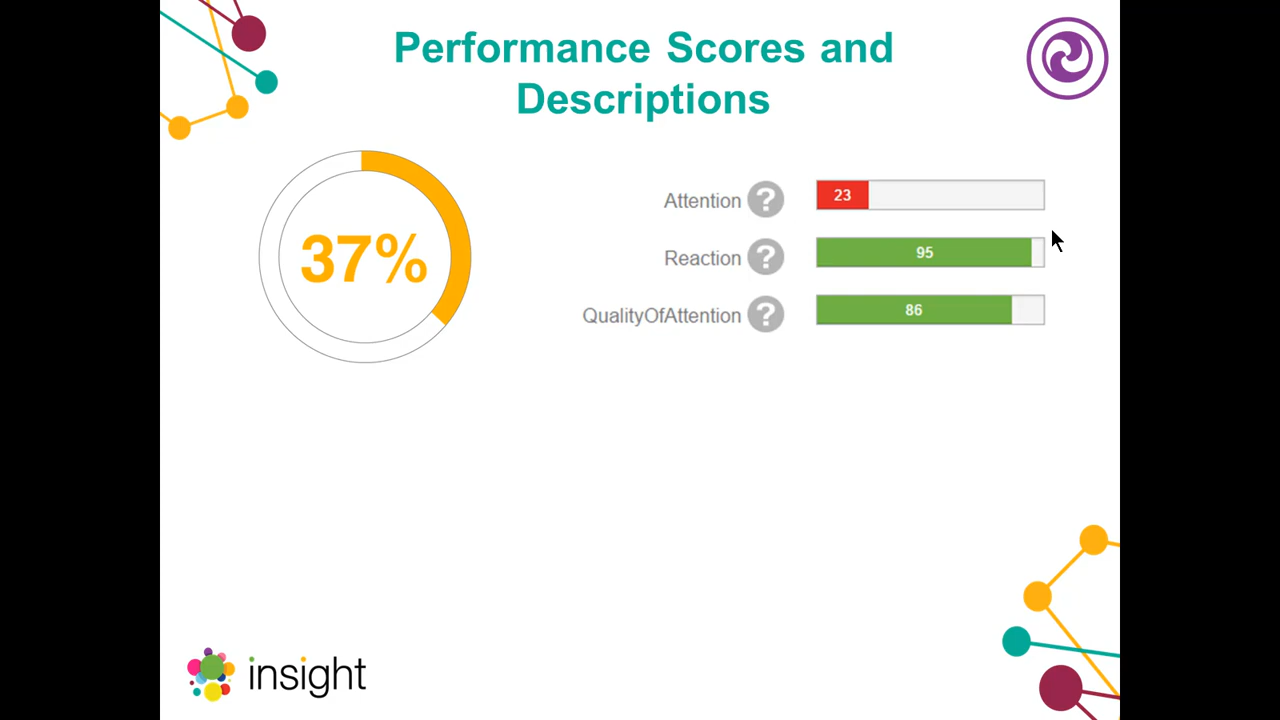 Performance Scores and
Descriptions
37%
Attention ? 23
Reaction ? 95
QualityOfAttention ? 86
insight